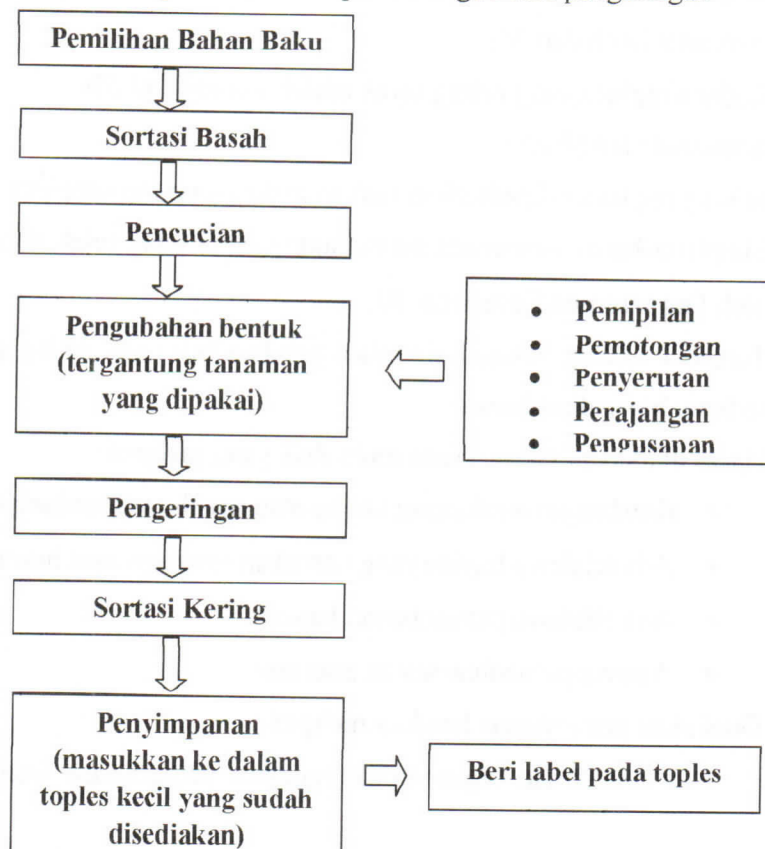 Pemilihan Bahan Baku
Sortasi Basah
Pencucian
Pengubahan bentuk
(tergantung tanaman
yang dipakai)
• Pemipilan
• Pemotongan
• Penyerutan
• Perajangan
• Pengusapan
Pengeringan
Sortasi Kering
Penyimpanan
(masukkan ke dalam
toples kecil yang sudah
disediakan)
Beri label pada toples